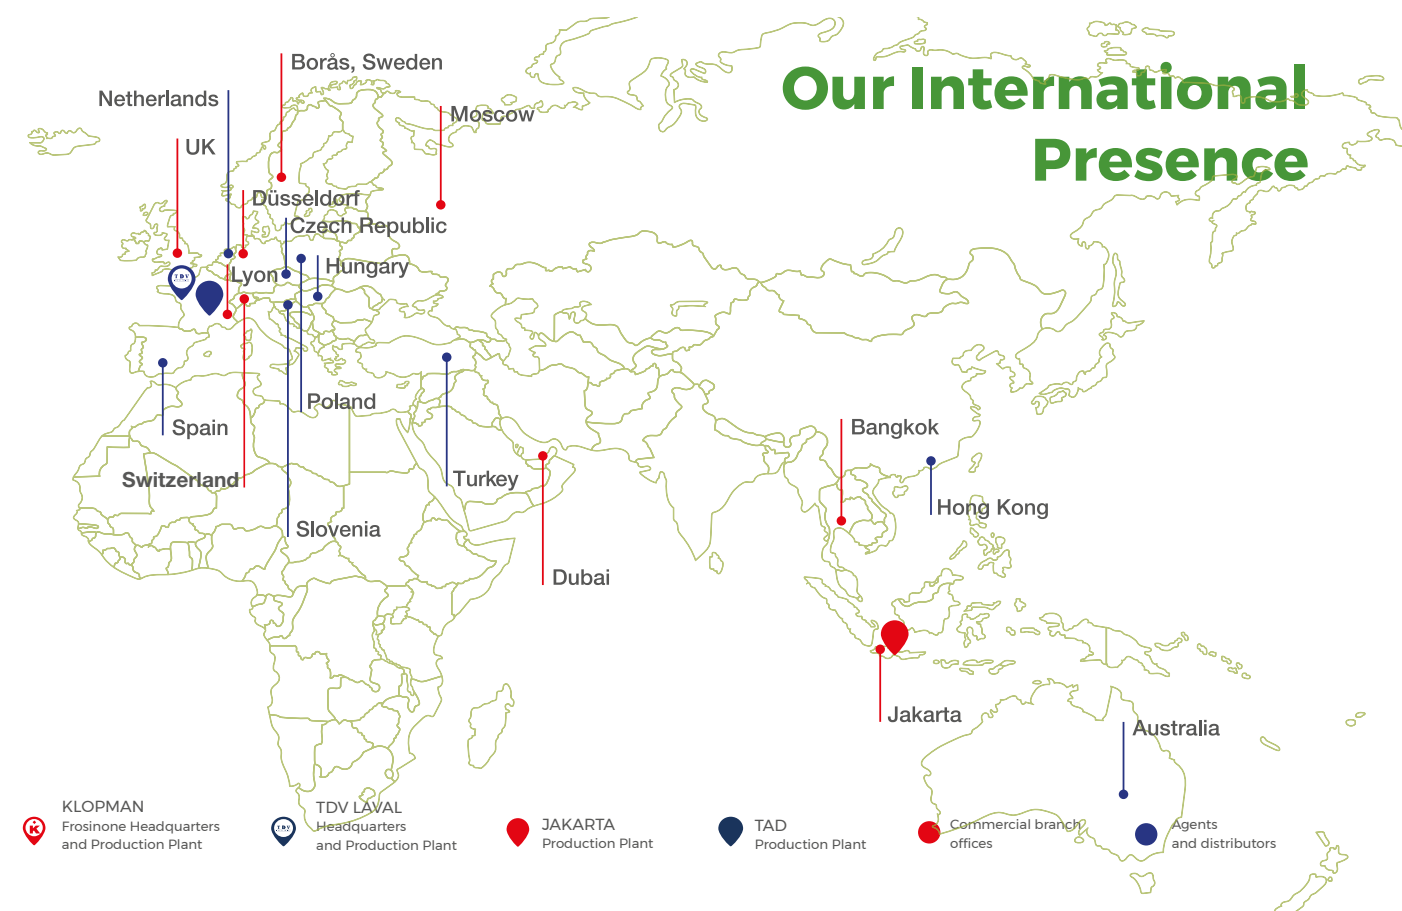 Our International
Presence
Borås, Sweden
Netherlands
Moscow
UK
Düsseldorf
Czech Republic
Lyon
Hungary
TDV
Poland
Spain
Bangkok
Switzerland
Turkey
Hong Kong
Slovenia
Dubai
Jakarta
Australia
KLOPMAN
Frosinone Headquarters
and Production Plant
K
TDV LAVAL
Headquarters
and Production Plant
TDV
JAKARTA
Production Plant
TAD
Production Plant
Commercial branch
offices
Agents
and distributors